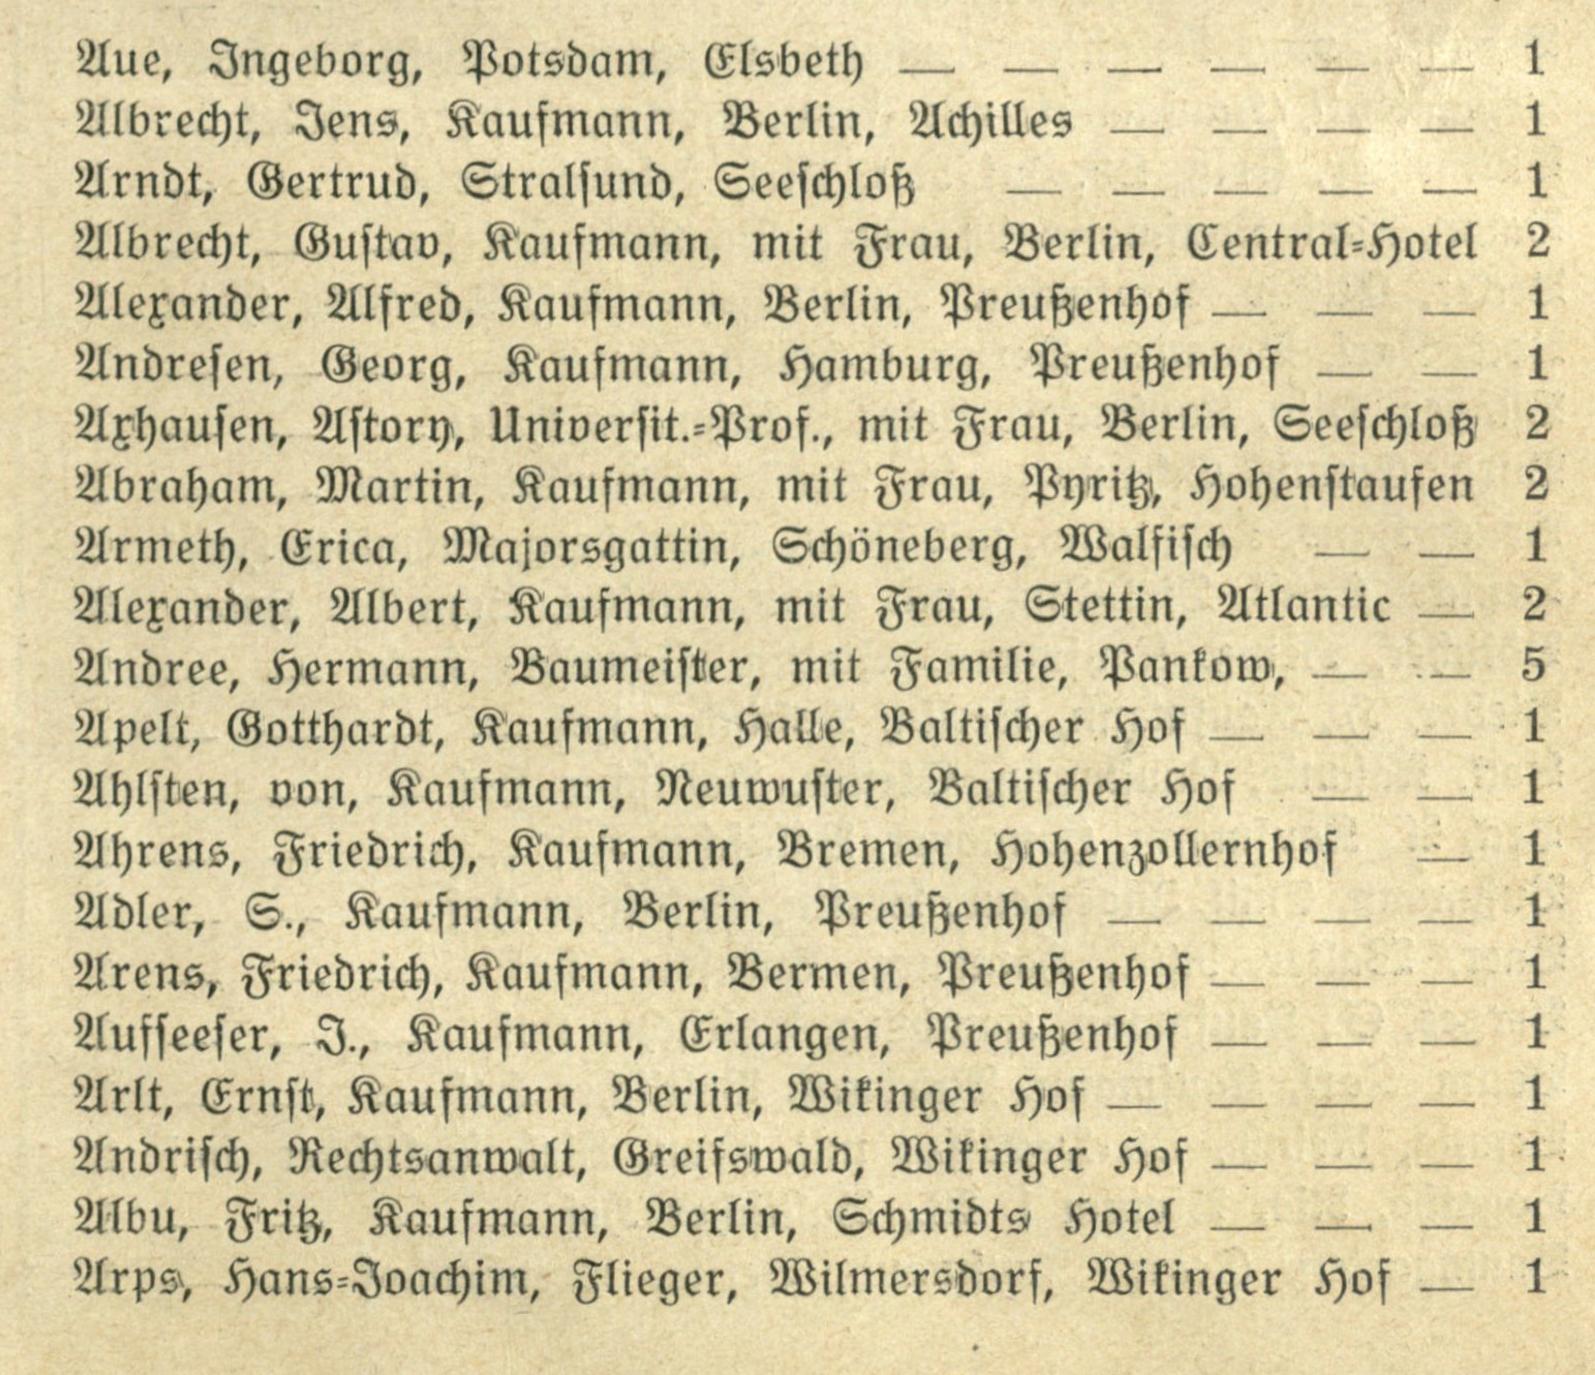 Aue, Ingeborg, Potsdam, Elsbeth — — — — — — 1
Albrecht, Jens, Kaufmann, Berlin, Achilles — — — — 1
Arndt, Gertrud, Stralsund, Seeschloß — — — — — 1
Albrecht, Gustav, Kaufmann, mit Frau, Berlin, Central-Hotel 2
Alexander, Alfred, Kaufmann, Berlin, Preußenhof — — — 1
Andresen, Georg, Kaufmann, Hamburg, Preußenhof — — 1
Axhausen, Astory, Universit.-Prof., mit Frau, Berlin, Seeschloß 2
Abraham, Martin, Kaufmann, mit Frau, Pyritz, Hohenstaufen 2
Armeth, Erica, Majorsgattin, Schöneberg, Walfisch — — 1
Alexander, Albert, Kaufmann, mit Frau, Stettin, Atlantic — 2
Andree, Hermann, Baumeister, mit Familie, Pankow, — — 5
Apelt, Gotthardt, Kaufmann, Halle, Baltischer Hof — — — 1
Ahlsten, von, Kaufmann, Neuwuster, Baltischer Hof — — 1
Ahrens, Friedrich, Kaufmann, Bremen, Hohenzollernhof — 1
Adler, S., Kaufmann, Berlin, Preußenhof — — — — 1
Arens, Friedrich, Kaufmann, Bermen, Preußenhof — — — 1
Aufseeser, J., Kaufmann, Erlangen, Preußenhof — — — 1
Arlt, Ernst, Kaufmann, Berlin, Wikinger Hof — — — — 1
Andrisch, Rechtsanwalt, Greifswald, Wikinger Hof — — — 1
Albu, Fritz, Kaufmann, Berlin, Schmidts Hotel — — — 1
Arps, Hans-Joachim, Flieger, Wilmersdorf, Wikinger Hof — 1